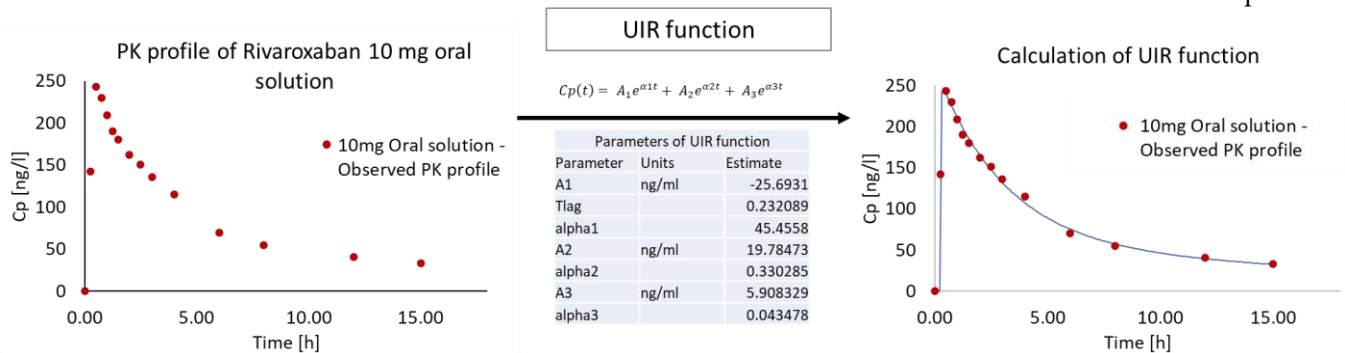 PK profile of Rivaroxaban 10 mg oral
solution
250
200
150
100
50
0
0.00 5.00 10.00 15.00
Cp [ng/l]
Time [h]
10mg Oral solution -
Observed PK profile
UIR function
Cp(t) = A₁e^α1t + A₂e^α2t + A₃e^α3t
Parameters of UIR function
Parameter Units Estimate
A1 ng/ml -25.6931
Tlag 0.232089
alpha1 45.4558
A2 ng/ml 19.78473
alpha2 0.330285
A3 ng/ml 5.908329
alpha3 0.043478
Calculation of UIR function
250
200
150
100
50
0
0.00 5.00 10.00 15.00
Cp [ng/l]
Time [h]
10mg Oral solution -
Observed PK profile